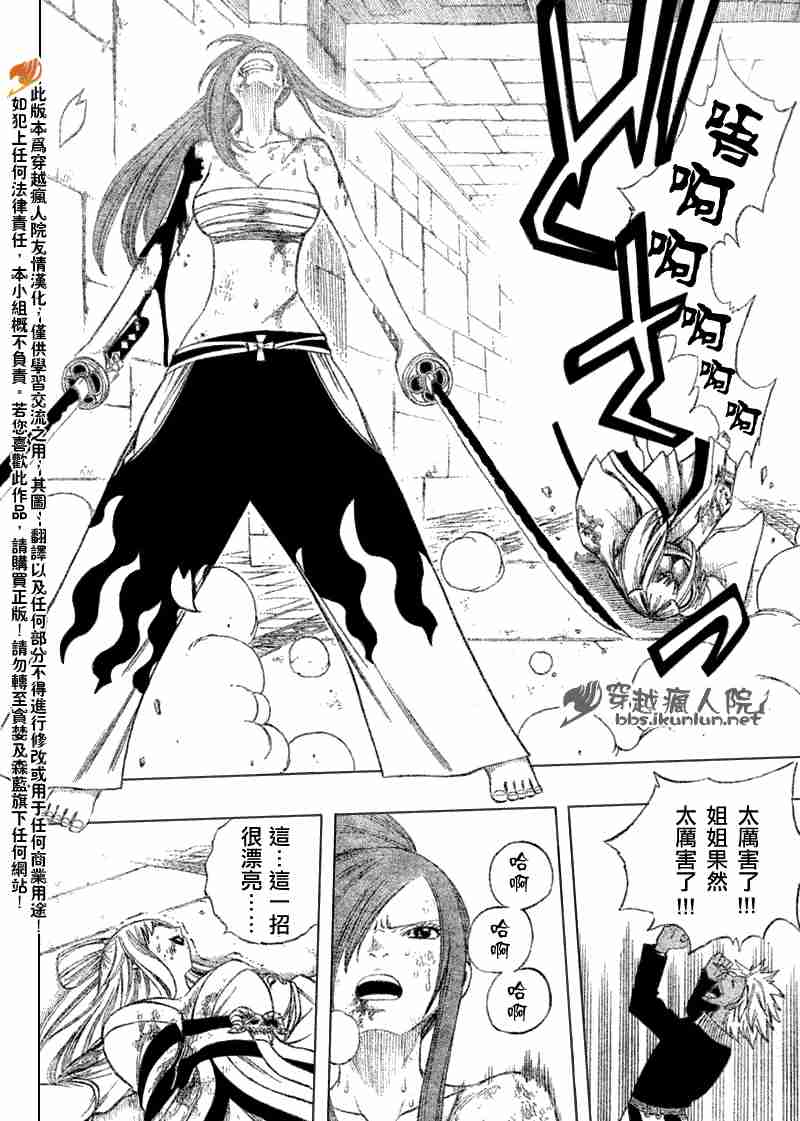 唔啊啊啊啊啊
太厲害了!!!
姐姐果然
太厲害了!!!
哈啊
哈啊
哈啊
這…這一招
很漂亮……
穿越瘋人院
bbs.ikunlun.net
此版本爲穿越瘋人院友情漢化，僅供學習交流之用，其圖、翻譯以及任何部分不得進行修改或用于任何商業用途！
如犯上任何法律責任，本小組概不負責。若您喜歡此作品，請購買正版！請勿轉至貪婪及森藍旗下任何網站！